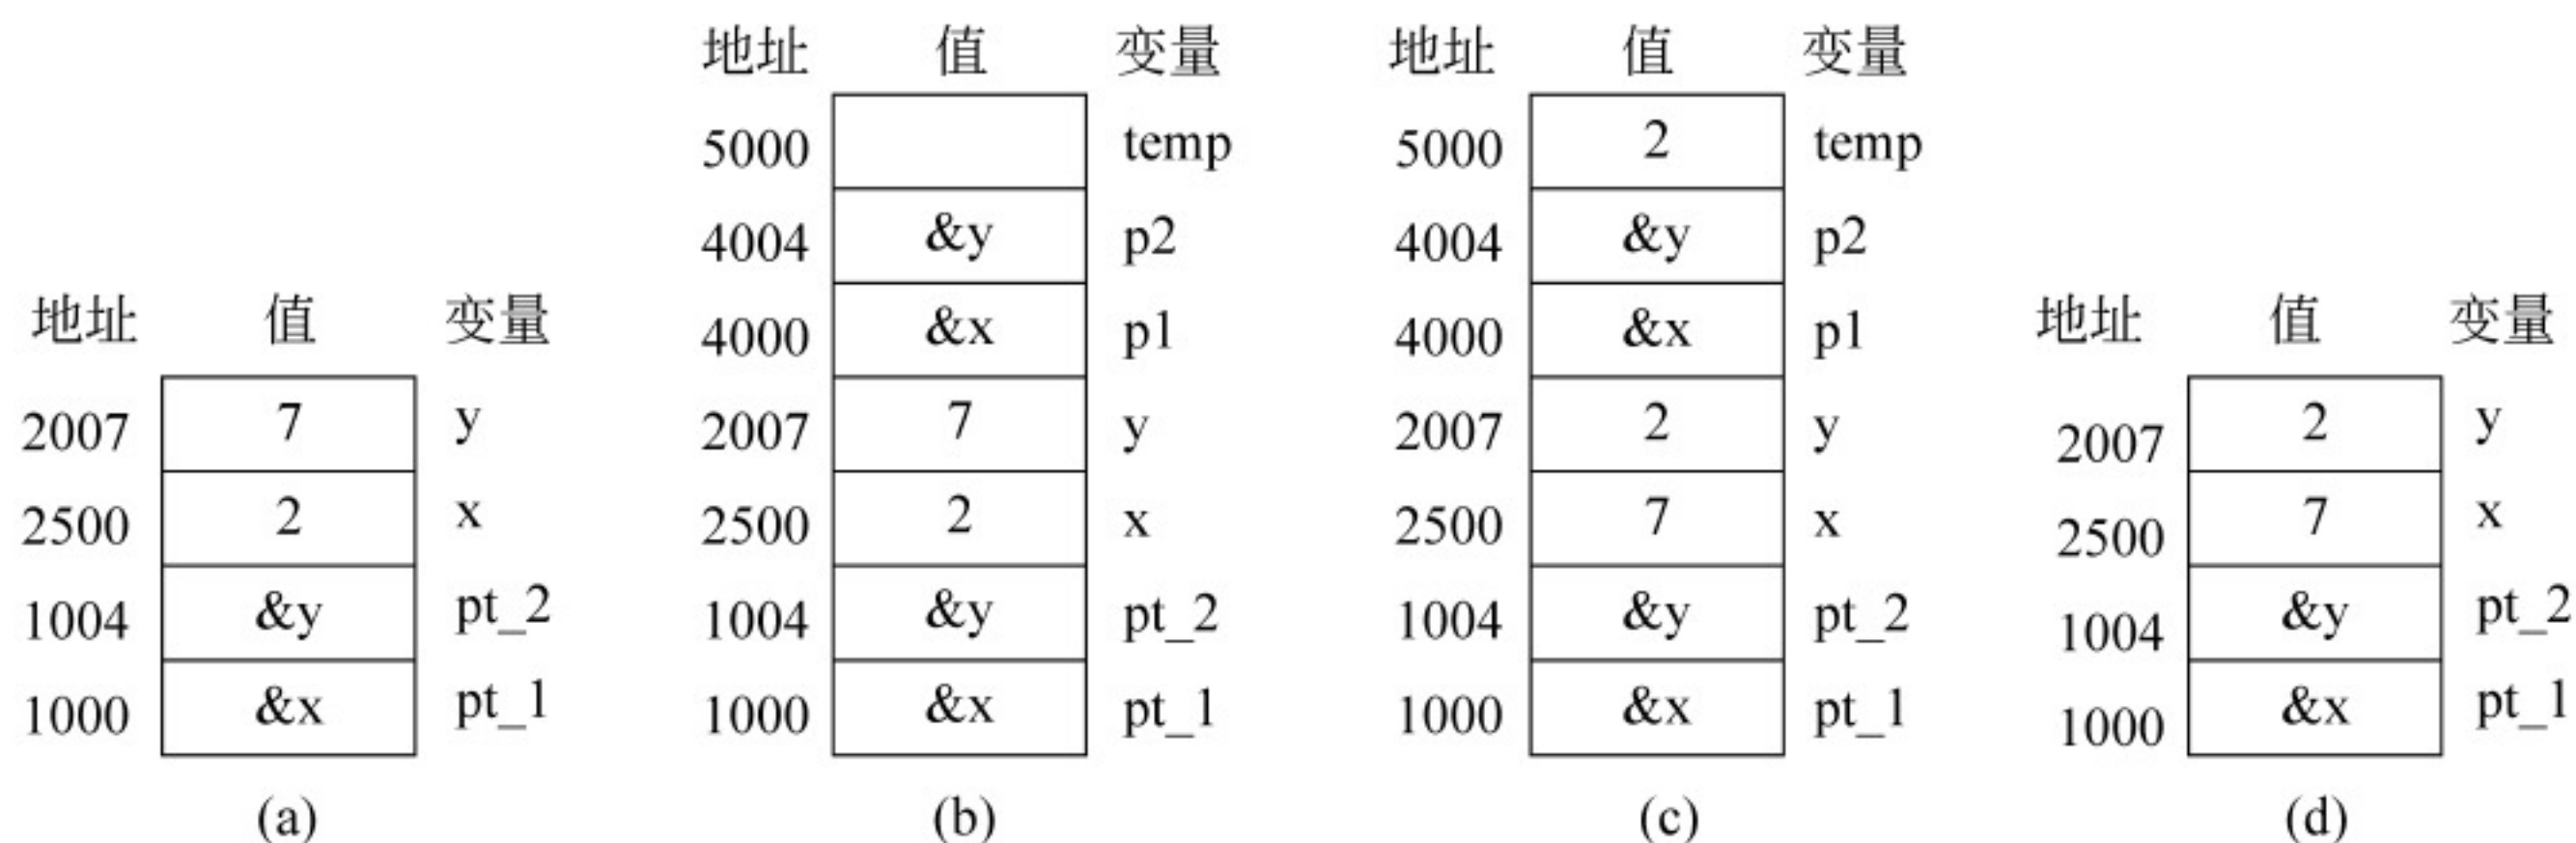 地址 值 变量
2007 7 y
2500 2 x
1004 &y pt_2
1000 &x pt_1
(a)
地址 值 变量
5000 temp
4004 &y p2
4000 &x p1
2007 7 y
2500 2 x
1004 &y pt_2
1000 &x pt_1
(b)
地址 值 变量
5000 2 temp
4004 &y p2
4000 &x p1
2007 2 y
2500 7 x
1004 &y pt_2
1000 &x pt_1
(c)
地址 值 变量
2007 2 y
2500 7 x
1004 &y pt_2
1000 &x pt_1
(d)